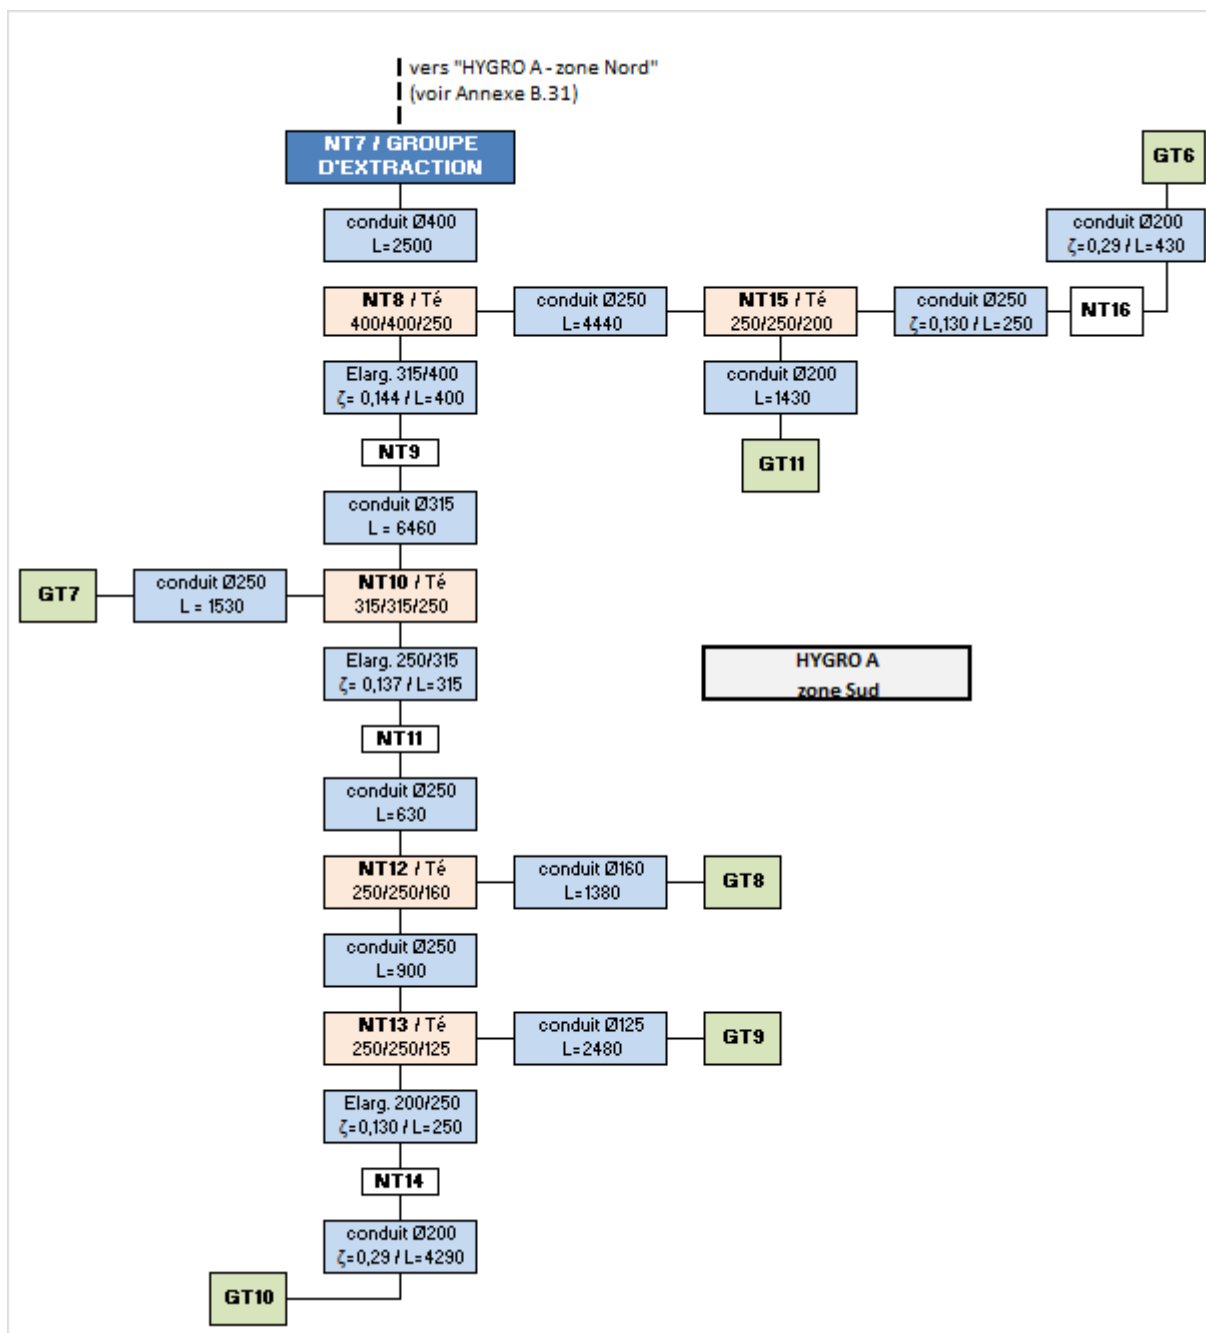 vers "HYGRO A - zone Nord"
(voir Annexe B.31)
NT7 / GROUPE
D'EXTRACTION
GT6
conduit Ø400
L=2500
conduit Ø200
ζ=0,29 / L=430
NT8 / Té
400/400/250
conduit Ø250
L=4440
NT15 / Té
250/250/200
conduit Ø250
ζ=0,130 / L=250
NT16
Elarg. 315/400
ζ= 0,144 / L=400
conduit Ø200
L=1430
NT9
GT11
conduit Ø315
L = 6460
GT7
conduit Ø250
L = 1530
NT10 / Té
315/315/250
Elarg. 250/315
ζ= 0,137 / L=315
HYGRO A
zone Sud
NT11
conduit Ø250
L=630
NT12 / Té
250/250/160
conduit Ø160
L=1380
GT8
conduit Ø250
L=900
NT13 / Té
250/250/125
conduit Ø125
L=2480
GT9
Elarg. 200/250
ζ=0,130 / L=250
NT14
conduit Ø200
ζ=0,29 / L=4290
GT10